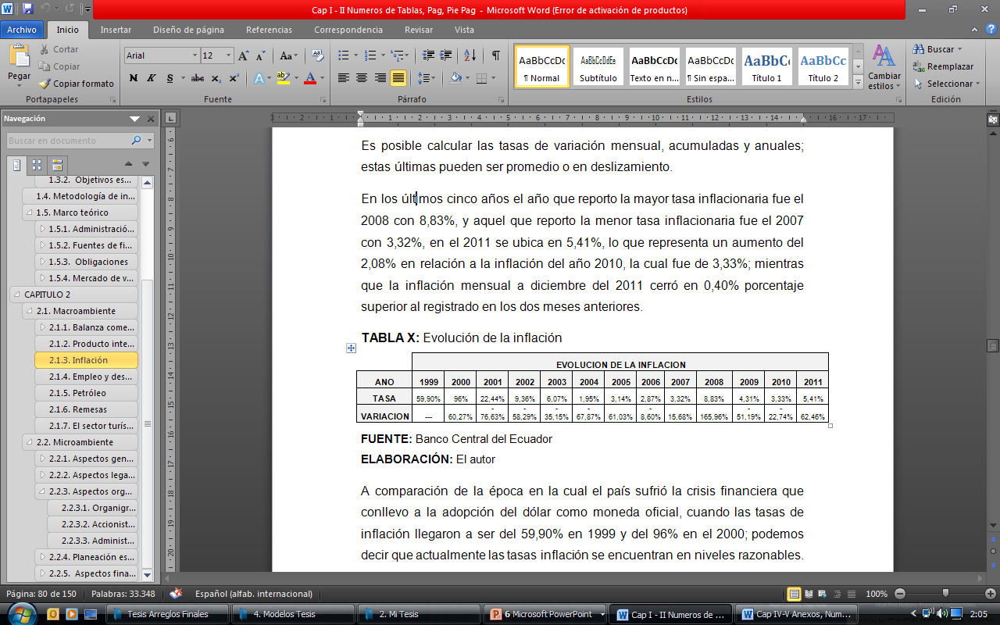 Cap I - II Numeros de Tablas, Pag, Pie Pag - Microsoft Word (Error de activación de productos)
Archivo Inicio Insertar Diseño de página Referencias Correspondencia Revisar Vista
Pegar
Cortar
Copiar
Copiar formato
Portapapeles
Arial 12
N K S abc x₂ x²
Fuente
Párrafo
AaBbCcDc AaBbCcDdEe AaBbCcDc AaBbCcDc AaBbCc AaBbCc
¶ Normal Subtítulo Texto en n... ¶ Sin espa... Título 1 Título 2
Cambiar estilos
Estilos
Buscar
Reemplazar
Seleccionar
Edición
Navegación
Buscar en documento
1.3.2. Objetivos es...
1.4. Metodología de in...
1.5. Marco teórico
1.5.1. Administració...
1.5.2. Fuentes de fi...
1.5.3. Obligaciones
1.5.4. Mercado de v...
CAPITULO 2
2.1. Macroambiente
2.1.1. Balanza come...
2.1.2. Producto inte...
2.1.3. Inflación
2.1.4. Empleo y des...
2.1.5. Petróleo
2.1.6. Remesas
2.1.7. El sector turís...
2.2. Microambiente
2.2.1. Aspectos gen...
2.2.2. Aspectos lega...
2.2.3. Aspectos org...
2.2.3.1. Organigr...
2.2.3.2. Accionist...
2.2.3.3. Administ...
2.2.4. Planeación es...
2.2.5. Aspectos fina...
3 2 1 1 2 3 4 5 6 7 8 9 10 11 12 13 14 16 17
Es posible calcular las tasas de variación mensual, acumuladas y anuales;
estas últimas pueden ser promedio o en deslizamiento.
En los últimos cinco años el año que reporto la mayor tasa inflacionaria fue el
2008 con 8,83%, y aquel que reporto la menor tasa inflacionaria fue el 2007
con 3,32%, en el 2011 se ubica en 5,41%, lo que representa un aumento del
2,08% en relación a la inflación del año 2010, la cual fue de 3,33%; mientras
que la inflación mensual a diciembre del 2011 cerró en 0,40% porcentaje
superior al registrado en los dos meses anteriores.
TABLA X: Evolución de la inflación
EVOLUCION DE LA INFLACION
ANO 1999 2000 2001 2002 2003 2004 2005 2006 2007 2008 2009 2010 2011
TASA 59,90% 96% 22,44% 9,36% 6,07% 1,95% 3,14% 2,87% 3,32% 8,83% 4,31% 3,33% 5,41%
VARIACION --- 60,27% -76,63% -58,29% -35,15% -67,87% 61,03% -8,60% 15,68% 165,96% -51,19% -22,74% 62,46%
FUENTE: Banco Central del Ecuador
ELABORACIÓN: El autor
A comparación de la época en la cual el país sufrió la crisis financiera que
conllevo a la adopción del dólar como moneda oficial, cuando las tasas de
inflación llegaron a ser del 59,90% en 1999 y del 96% en el 2000; podemos
decir que actualmente las tasas inflación se encuentran en niveles razonables.
Página: 80 de 150 Palabras: 33.348 Español (alfab. internacional) 100%
Tesis Arreglos Finales 4. Modelos Tesis 2. Mi Tesis 6 Microsoft PowerPoint Cap I - II Numeros de ... Cap IV-V Anexos, Num... 2:05